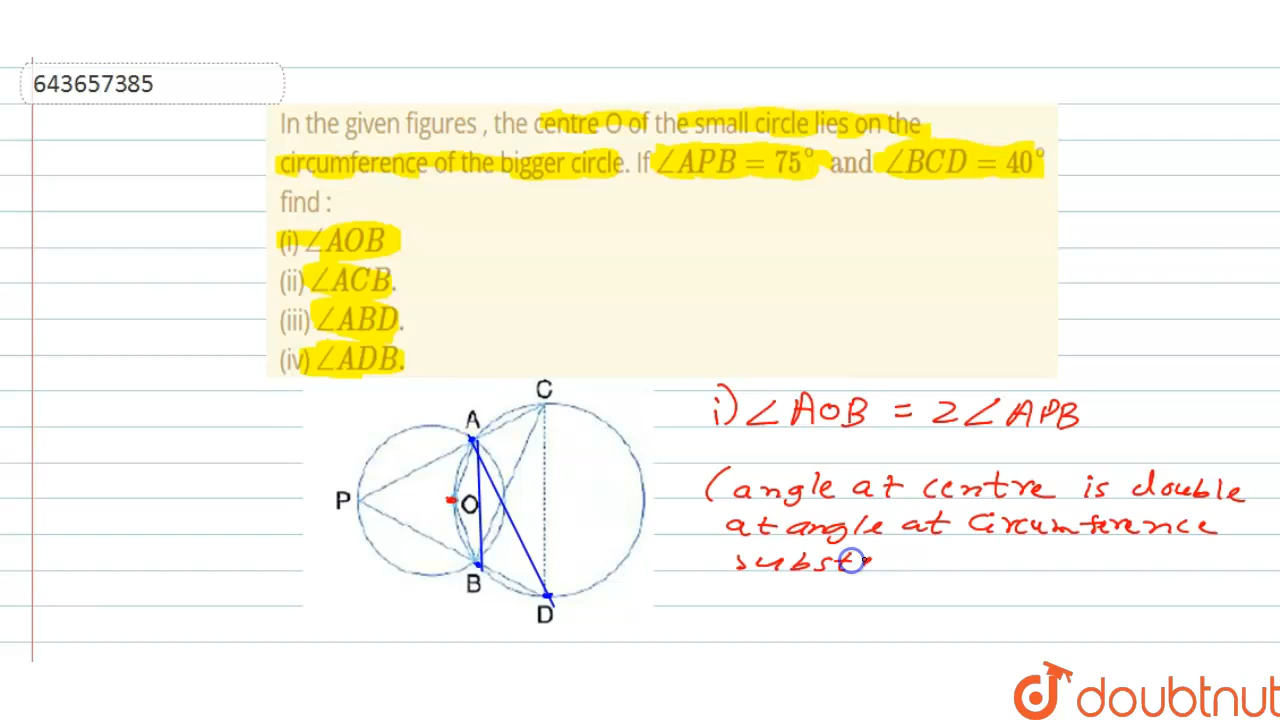 643657385
In the given figures , the centre O of the small circle lies on the
circumference of the bigger circle. If ∠APB = 75° and ∠BCD = 40°
find :
(i) ∠AOB
(ii) ∠ACB.
(iii) ∠ABD.
(iv) ∠ADB.
C
A
P
O
B
D
i) ∠AOB = 2∠APB
(angle at centre is double
at angle at circumference
subst
doubtnut